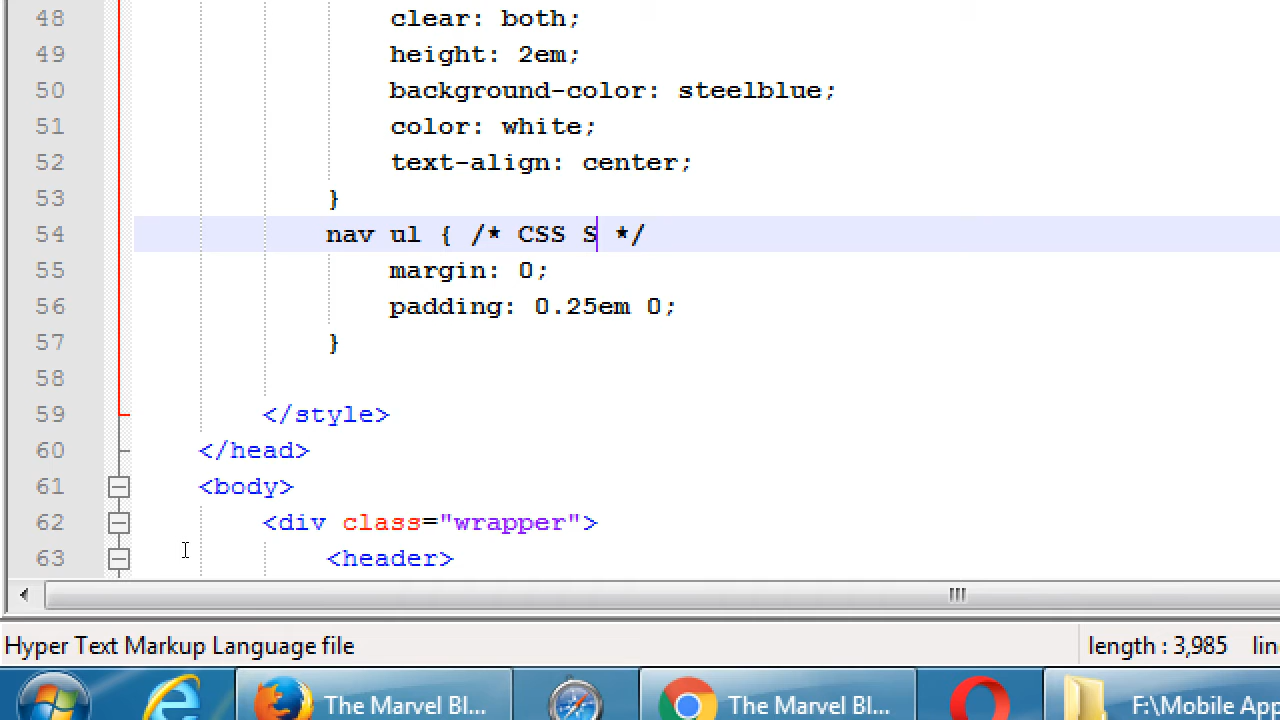 48 clear: both;
49 height: 2em;
50 background-color: steelblue;
51 color: white;
52 text-align: center;
53 }
54 nav ul { /* CSS S */
55 margin: 0;
56 padding: 0.25em 0;
57 }
58
59 </style>
60 </head>
61 <body>
62 <div class="wrapper">
63 <header>
Hyper Text Markup Language file length : 3,985 lin
The Marvel Bl... The Marvel Bl... F:\Mobile App